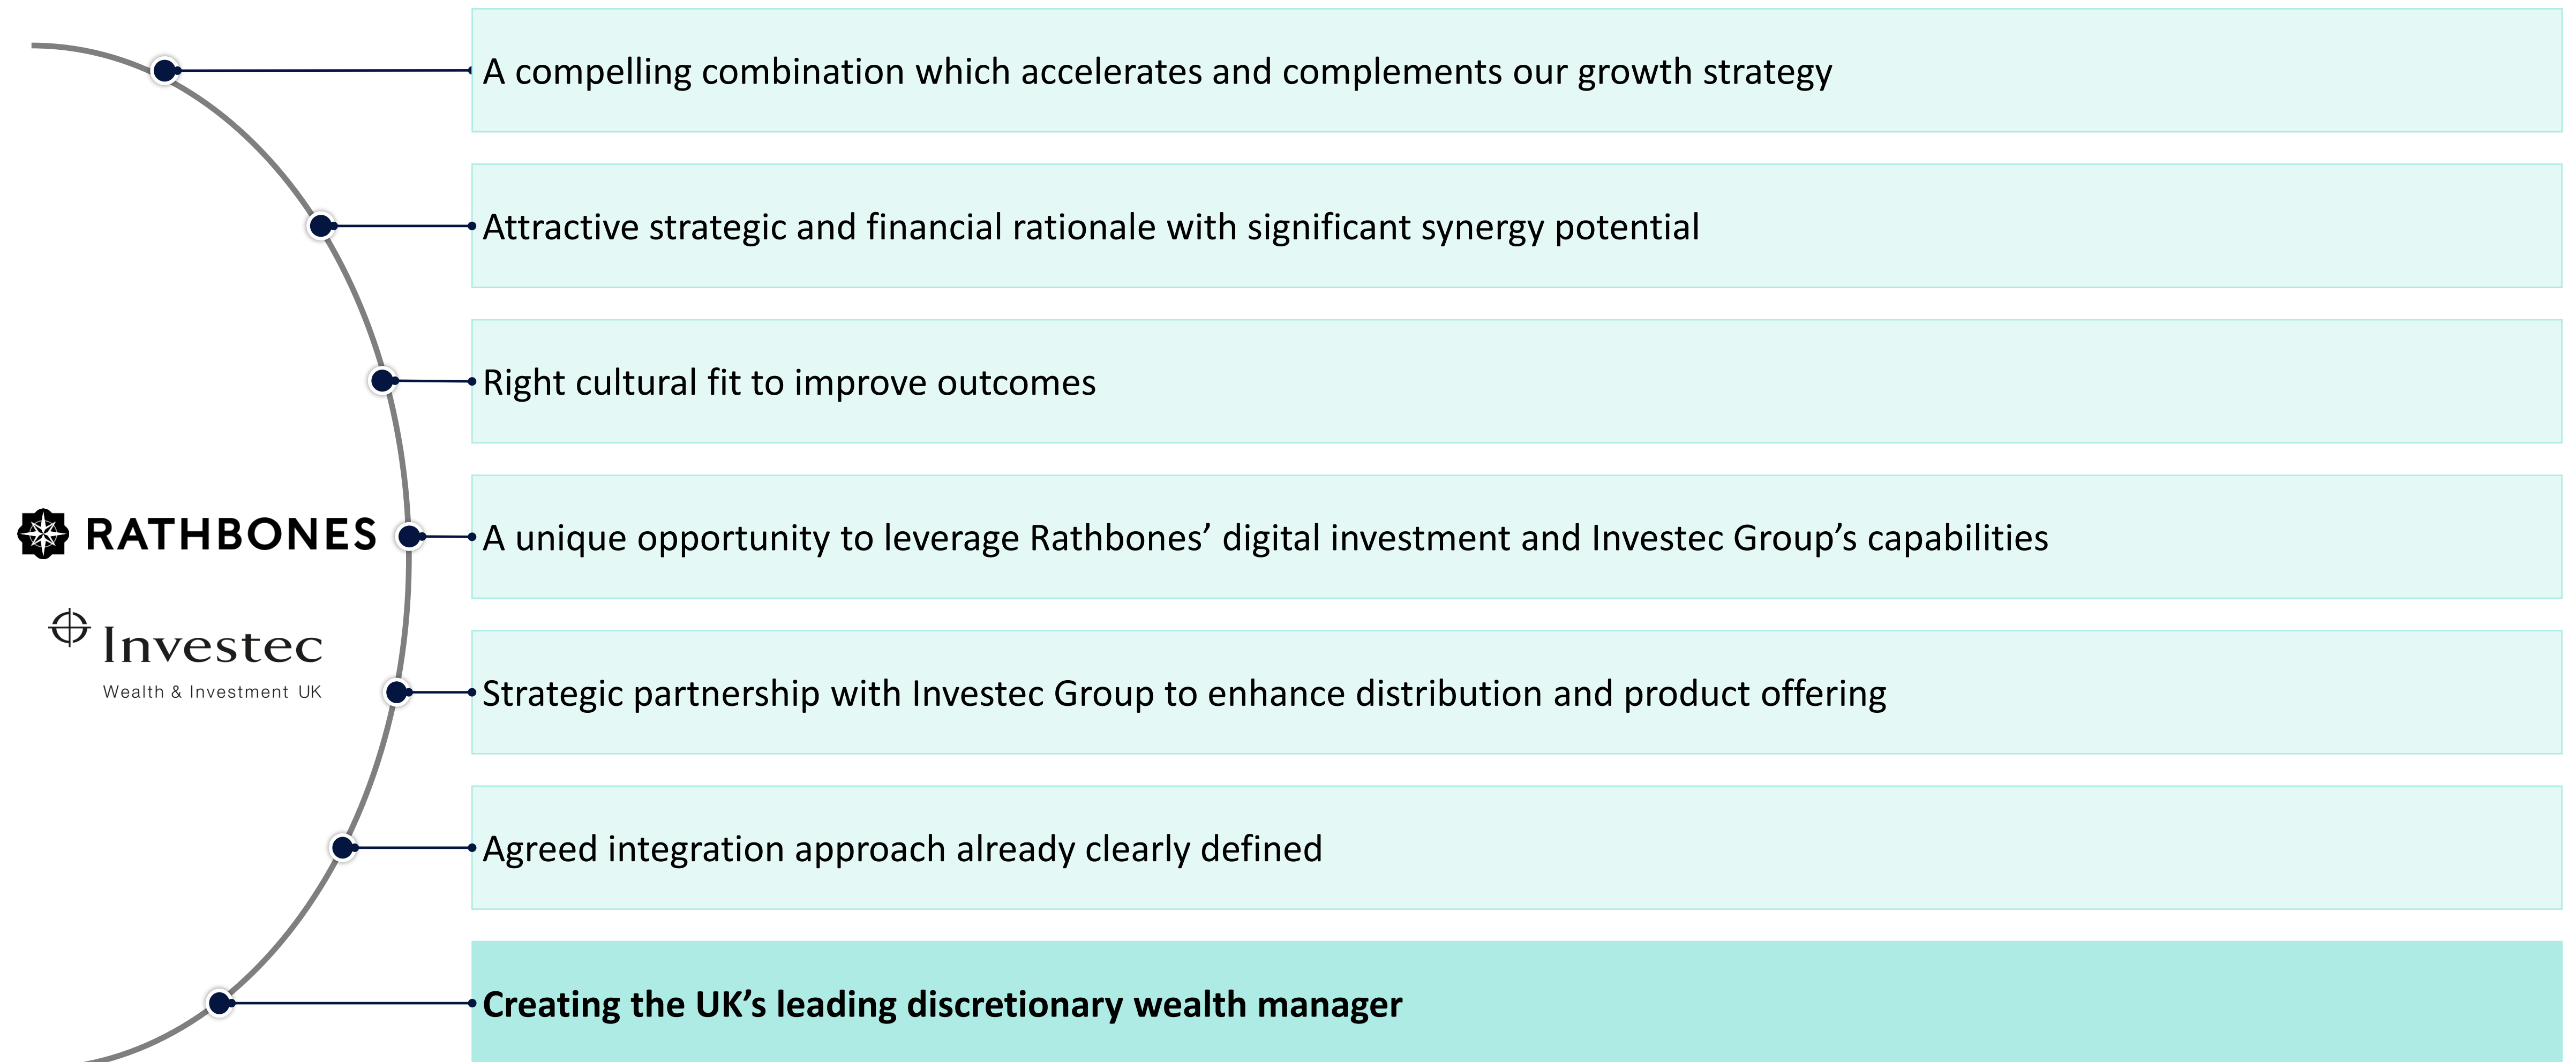 A compelling combination which accelerates and complements our growth strategy
Attractive strategic and financial rationale with significant synergy potential
Right cultural fit to improve outcomes
RATHBONES
A unique opportunity to leverage Rathbones’ digital investment and Investec Group’s capabilities
Investec
Wealth & Investment UK
Strategic partnership with Investec Group to enhance distribution and product offering
Agreed integration approach already clearly defined
Creating the UK’s leading discretionary wealth manager